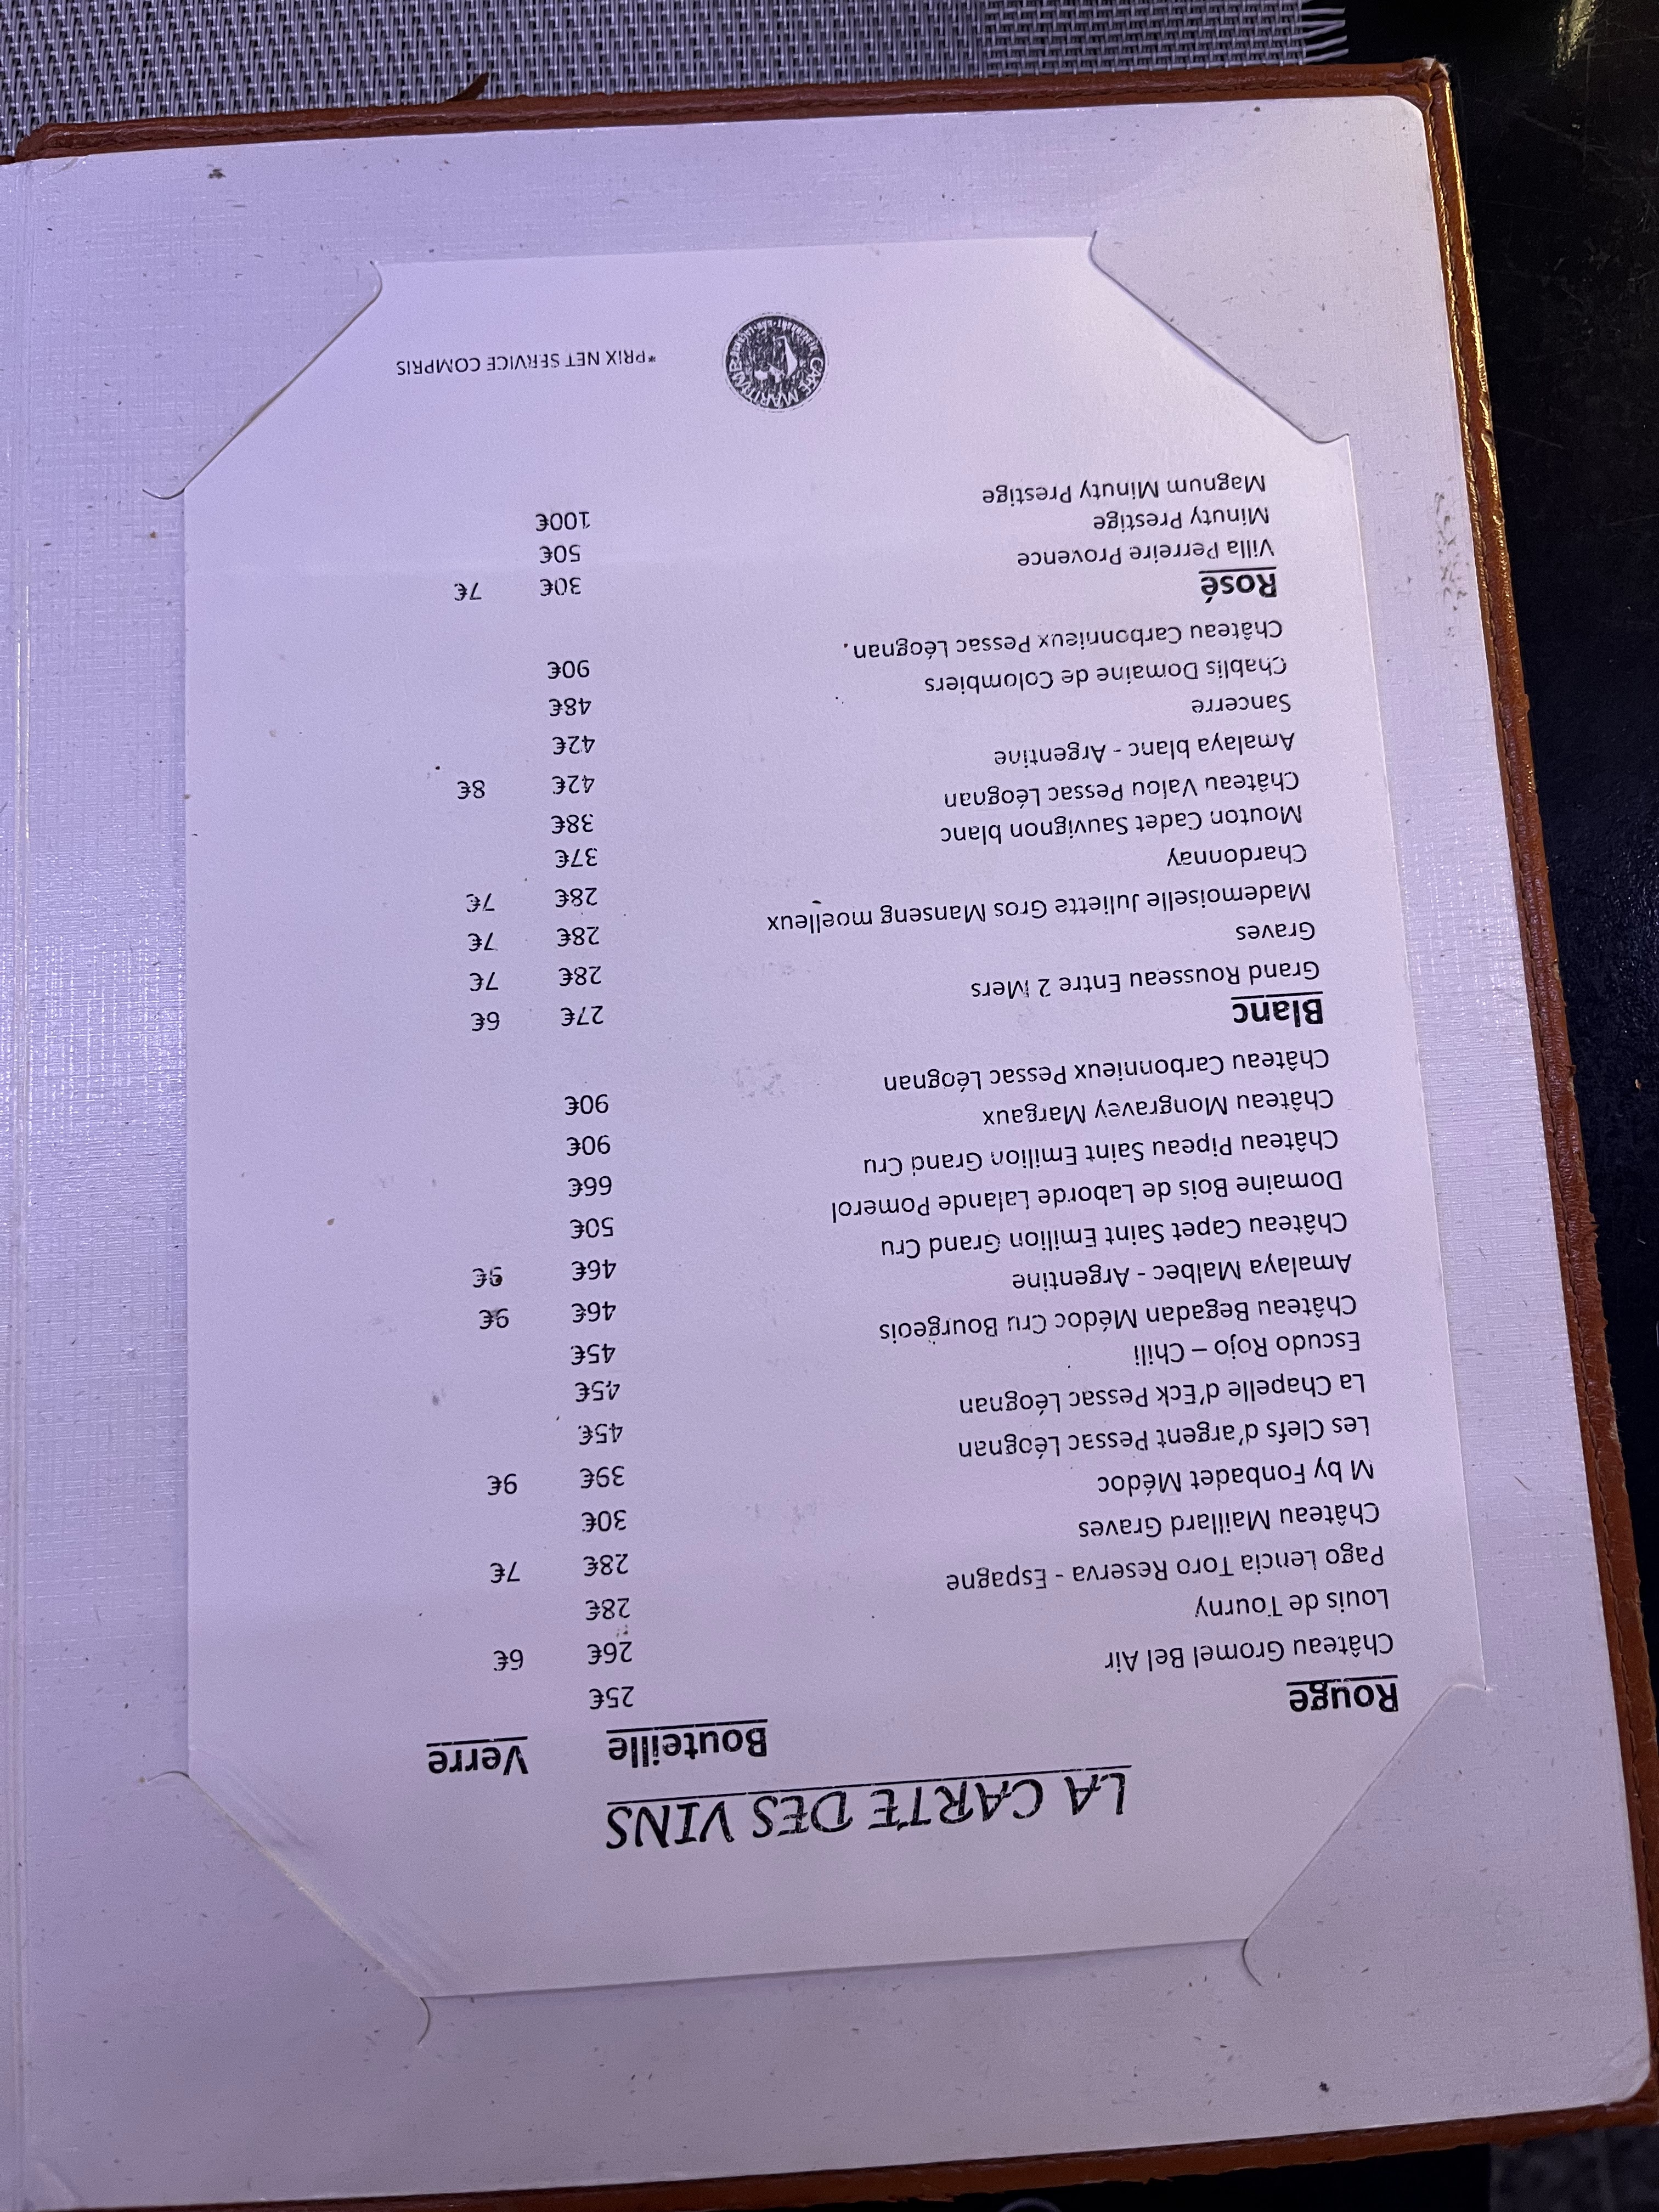 LA CARTE DES VINS
Bouteille Verre
Rouge
Château Gromel Bel Air 25€
Louis de Tourny 26€ 6€
Pago Lencia Toro Reserva - Espagne 28€
Château Maillard Graves 28€ 7€
M by Fonbadet Médoc 30€
Les Clefs d'argent Pessac Léognan 39€ 9€
La Chapelle d'Eck Pessac Léognan 45€
Escudo Rojo – Chili 45€
Château Begadan Médoc Cru Bourgeois 45€
Amalaya Malbec - Argentine 46€ 9€
Château Capet Saint Emilion Grand Cru 46€ 9€
Domaine Bois de Laborde Lalande Pomerol 50€
Château Pipeau Saint Emilion Grand Cru 66€
Château Mongravey Margaux 90€
Château Carbonnieux Pessac Léognan 90€
Blanc
Grand Rousseau Entre 2 Mers 27€ 6€
Graves 28€ 7€
Mademoiselle Juliette Gros Manseng moelleux 28€ 7€
Chardonnay 28€ 7€
Mouton Cadet Sauvignon blanc 37€
Château Valou Pessac Léognan 38€
Amalaya blanc - Argentine 42€ 8€
Sancerre 42€
Chablis Domaine de Colombiers 48€
Château Carbonnieux Pessac Léognan. 90€
Rosé
Villa Perreire Provence 30€ 7€
Minuty Prestige 50€
Magnum Minuty Prestige 100€
CAFE MARITIME
*PRIX NET SERVICE COMPRIS